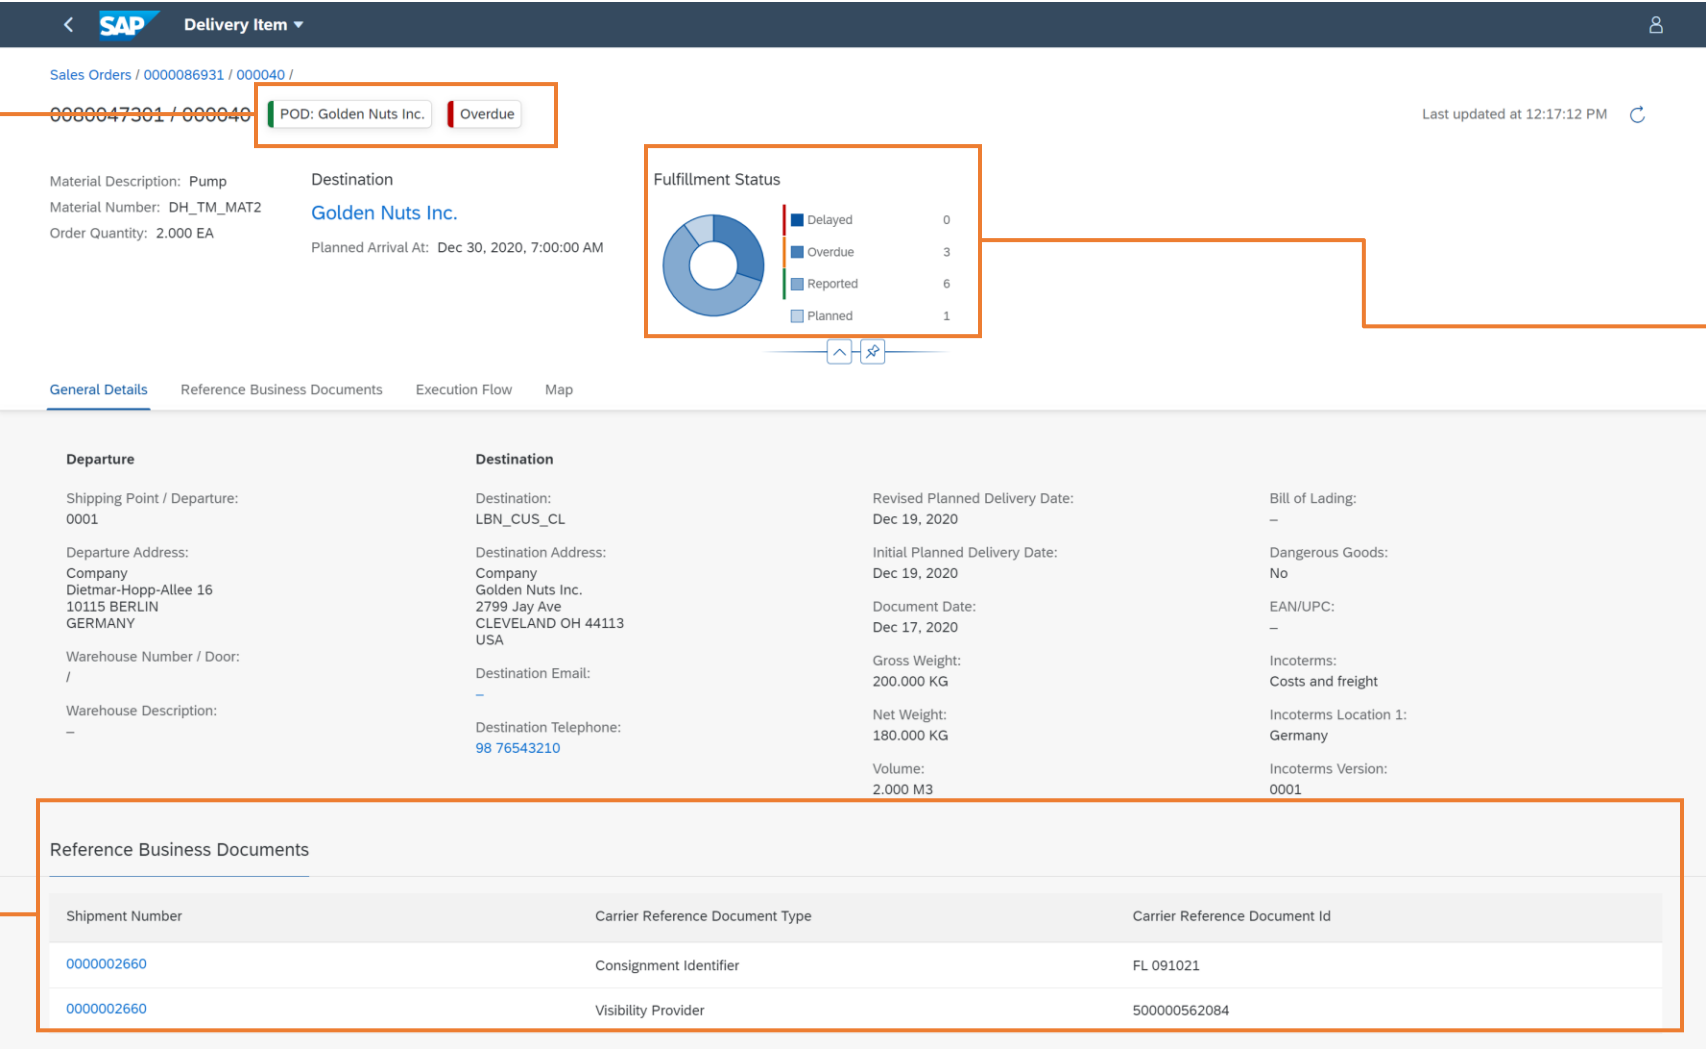 SAP Delivery Item
Sales Orders / 0000086931 / 000040 /
0080047301 / 000040 POD: Golden Nuts Inc. Overdue
Last updated at 12:17:12 PM
Material Description: Pump
Material Number: DH_TM_MAT2
Order Quantity: 2.000 EA
Destination
Golden Nuts Inc.
Planned Arrival At: Dec 30, 2020, 7:00:00 AM
Fulfillment Status
Delayed 0
Overdue 3
Reported 6
Planned 1
General Details Reference Business Documents Execution Flow Map
Departure
Shipping Point / Departure:
0001
Departure Address:
Company
Dietmar-Hopp-Allee 16
10115 BERLIN
GERMANY
Warehouse Number / Door:
/
Warehouse Description:
–
Destination
Destination:
LBN_CUS_CL
Destination Address:
Company
Golden Nuts Inc.
2799 Jay Ave
CLEVELAND OH 44113
USA
Destination Email:
–
Destination Telephone:
98 76543210
Revised Planned Delivery Date:
Dec 19, 2020
Initial Planned Delivery Date:
Dec 19, 2020
Document Date:
Dec 17, 2020
Gross Weight:
200.000 KG
Net Weight:
180.000 KG
Volume:
2.000 M3
Bill of Lading:
–
Dangerous Goods:
No
EAN/UPC:
–
Incoterms:
Costs and freight
Incoterms Location 1:
Germany
Incoterms Version:
0001
Reference Business Documents
Shipment Number Carrier Reference Document Type Carrier Reference Document Id
0000002660 Consignment Identifier FL 091021
0000002660 Visibility Provider 500000562084